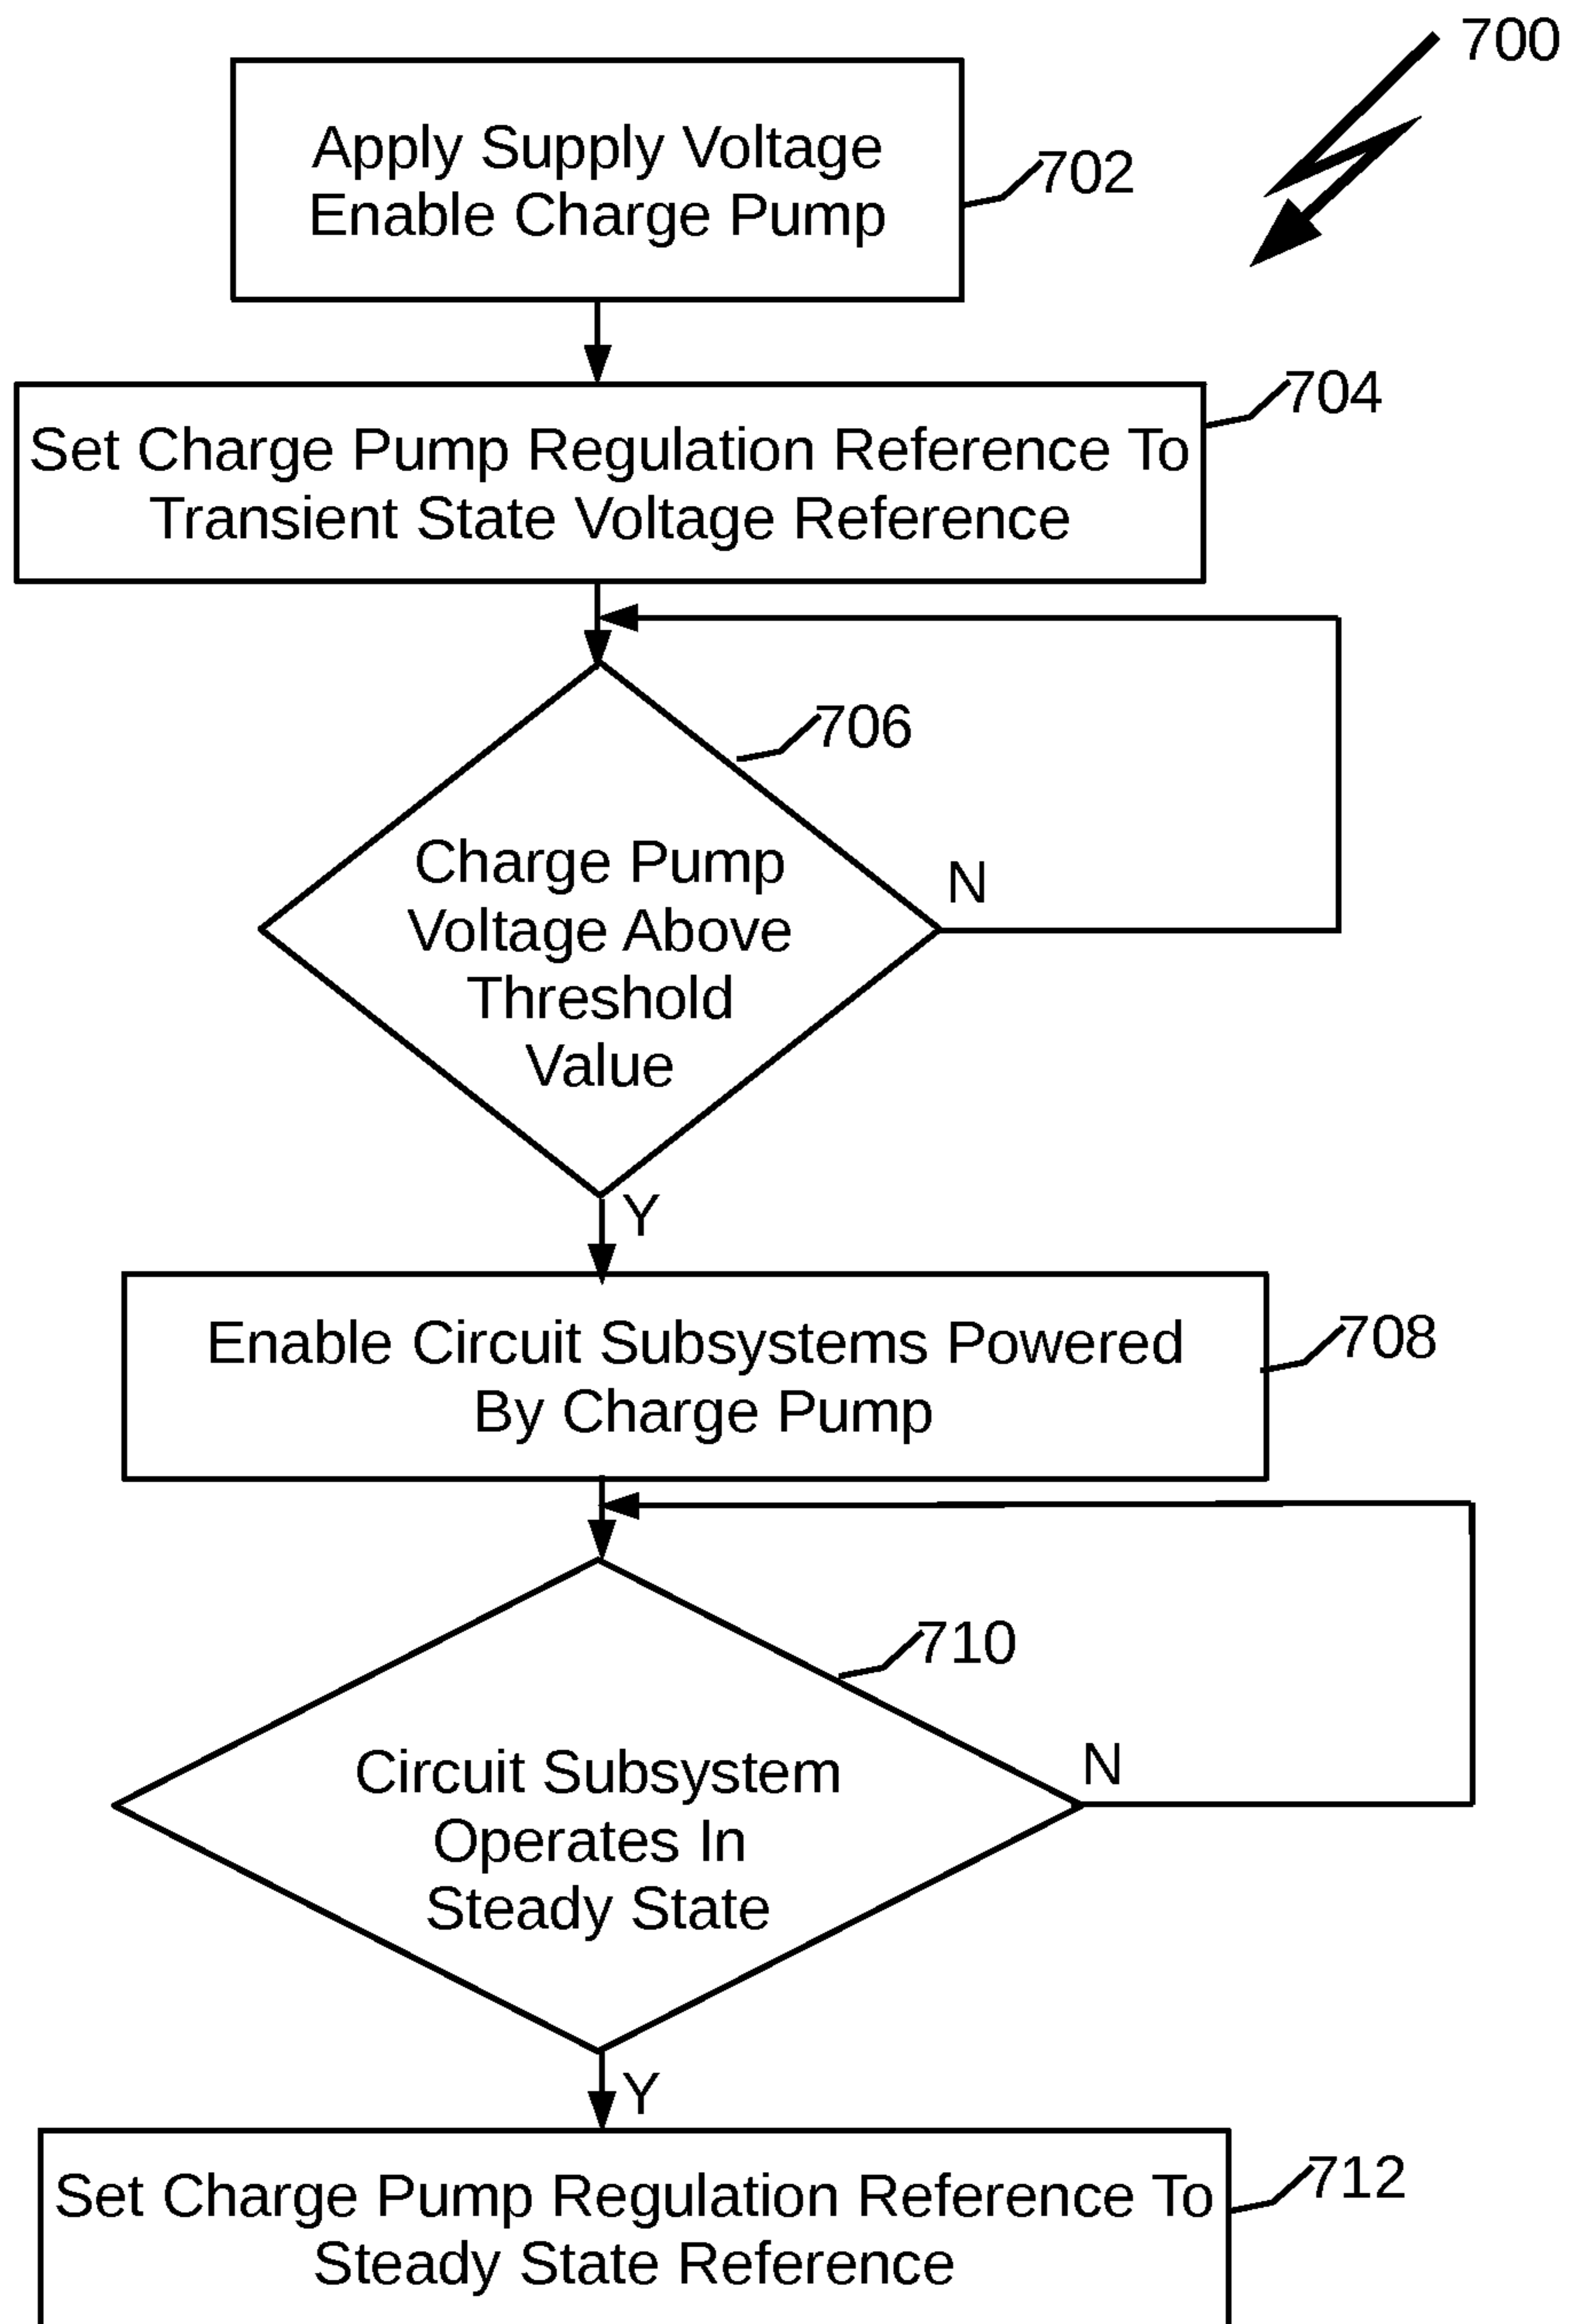 700
Apply Supply Voltage
Enable Charge Pump
702
704
Set Charge Pump Regulation Reference To
Transient State Voltage Reference
706
Charge Pump
Voltage Above
Threshold
Value
N
Y
Enable Circuit Subsystems Powered
By Charge Pump
708
710
Circuit Subsystem
Operates In
Steady State
N
Y
Set Charge Pump Regulation Reference To
Steady State Reference
712